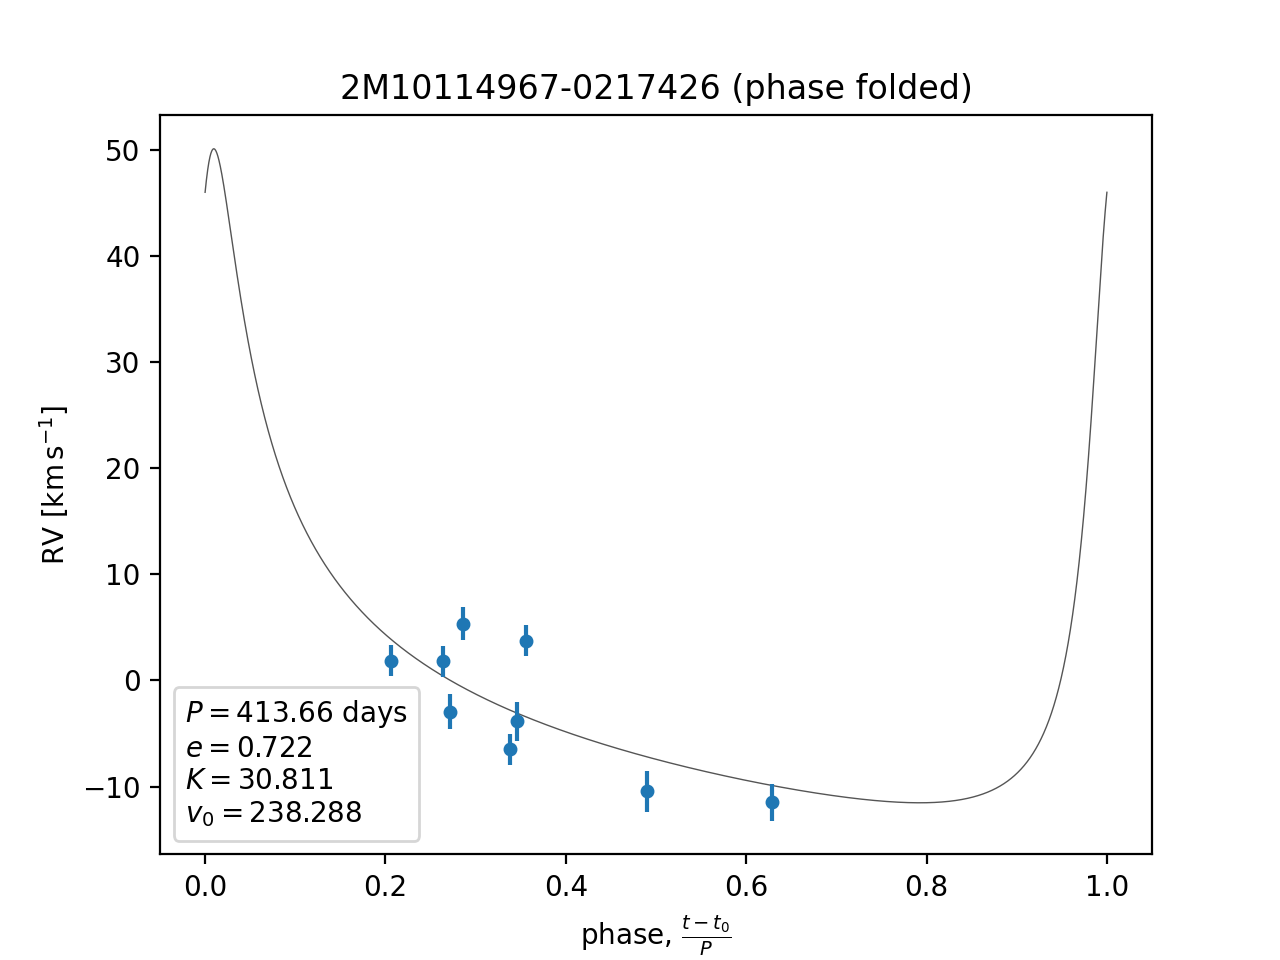 2M10114967-0217426 (phase folded)
50
40
30
20
10
0
−10
RV [km s⁻¹]
P = 413.66 days
e = 0.722
K = 30.811
v₀ = 238.288
0.0 0.2 0.4 0.6 0.8 1.0
phase, (t − t₀)/P